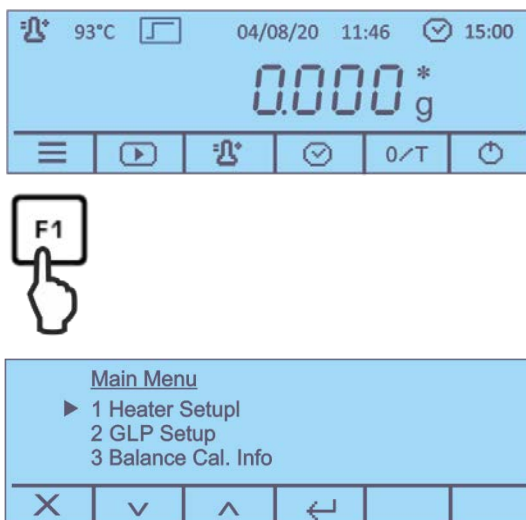 93°C 04/08/20 11:46 15:00
0.000 * g
0/T
F1
Main Menu
1 Heater Setupl
2 GLP Setup
3 Balance Cal. Info